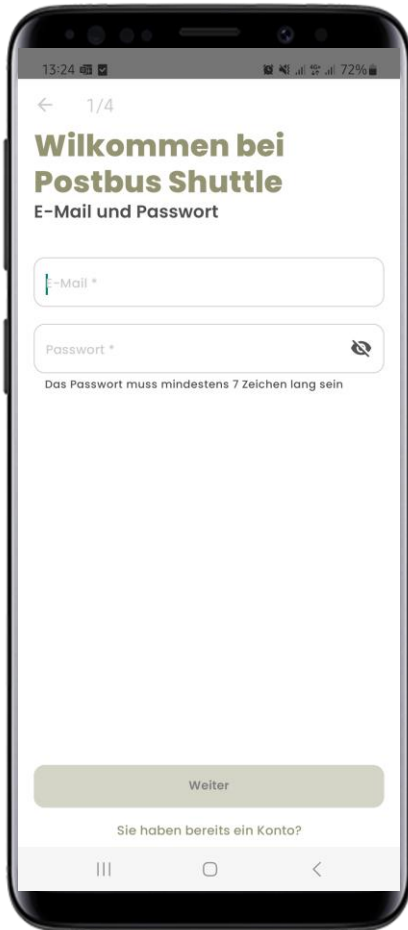 13:24 72%
← 1/4
Wilkommen bei
Postbus Shuttle
E-Mail und Passwort
E-Mail *
Passwort *
Das Passwort muss mindestens 7 Zeichen lang sein
Weiter
Sie haben bereits ein Konto?